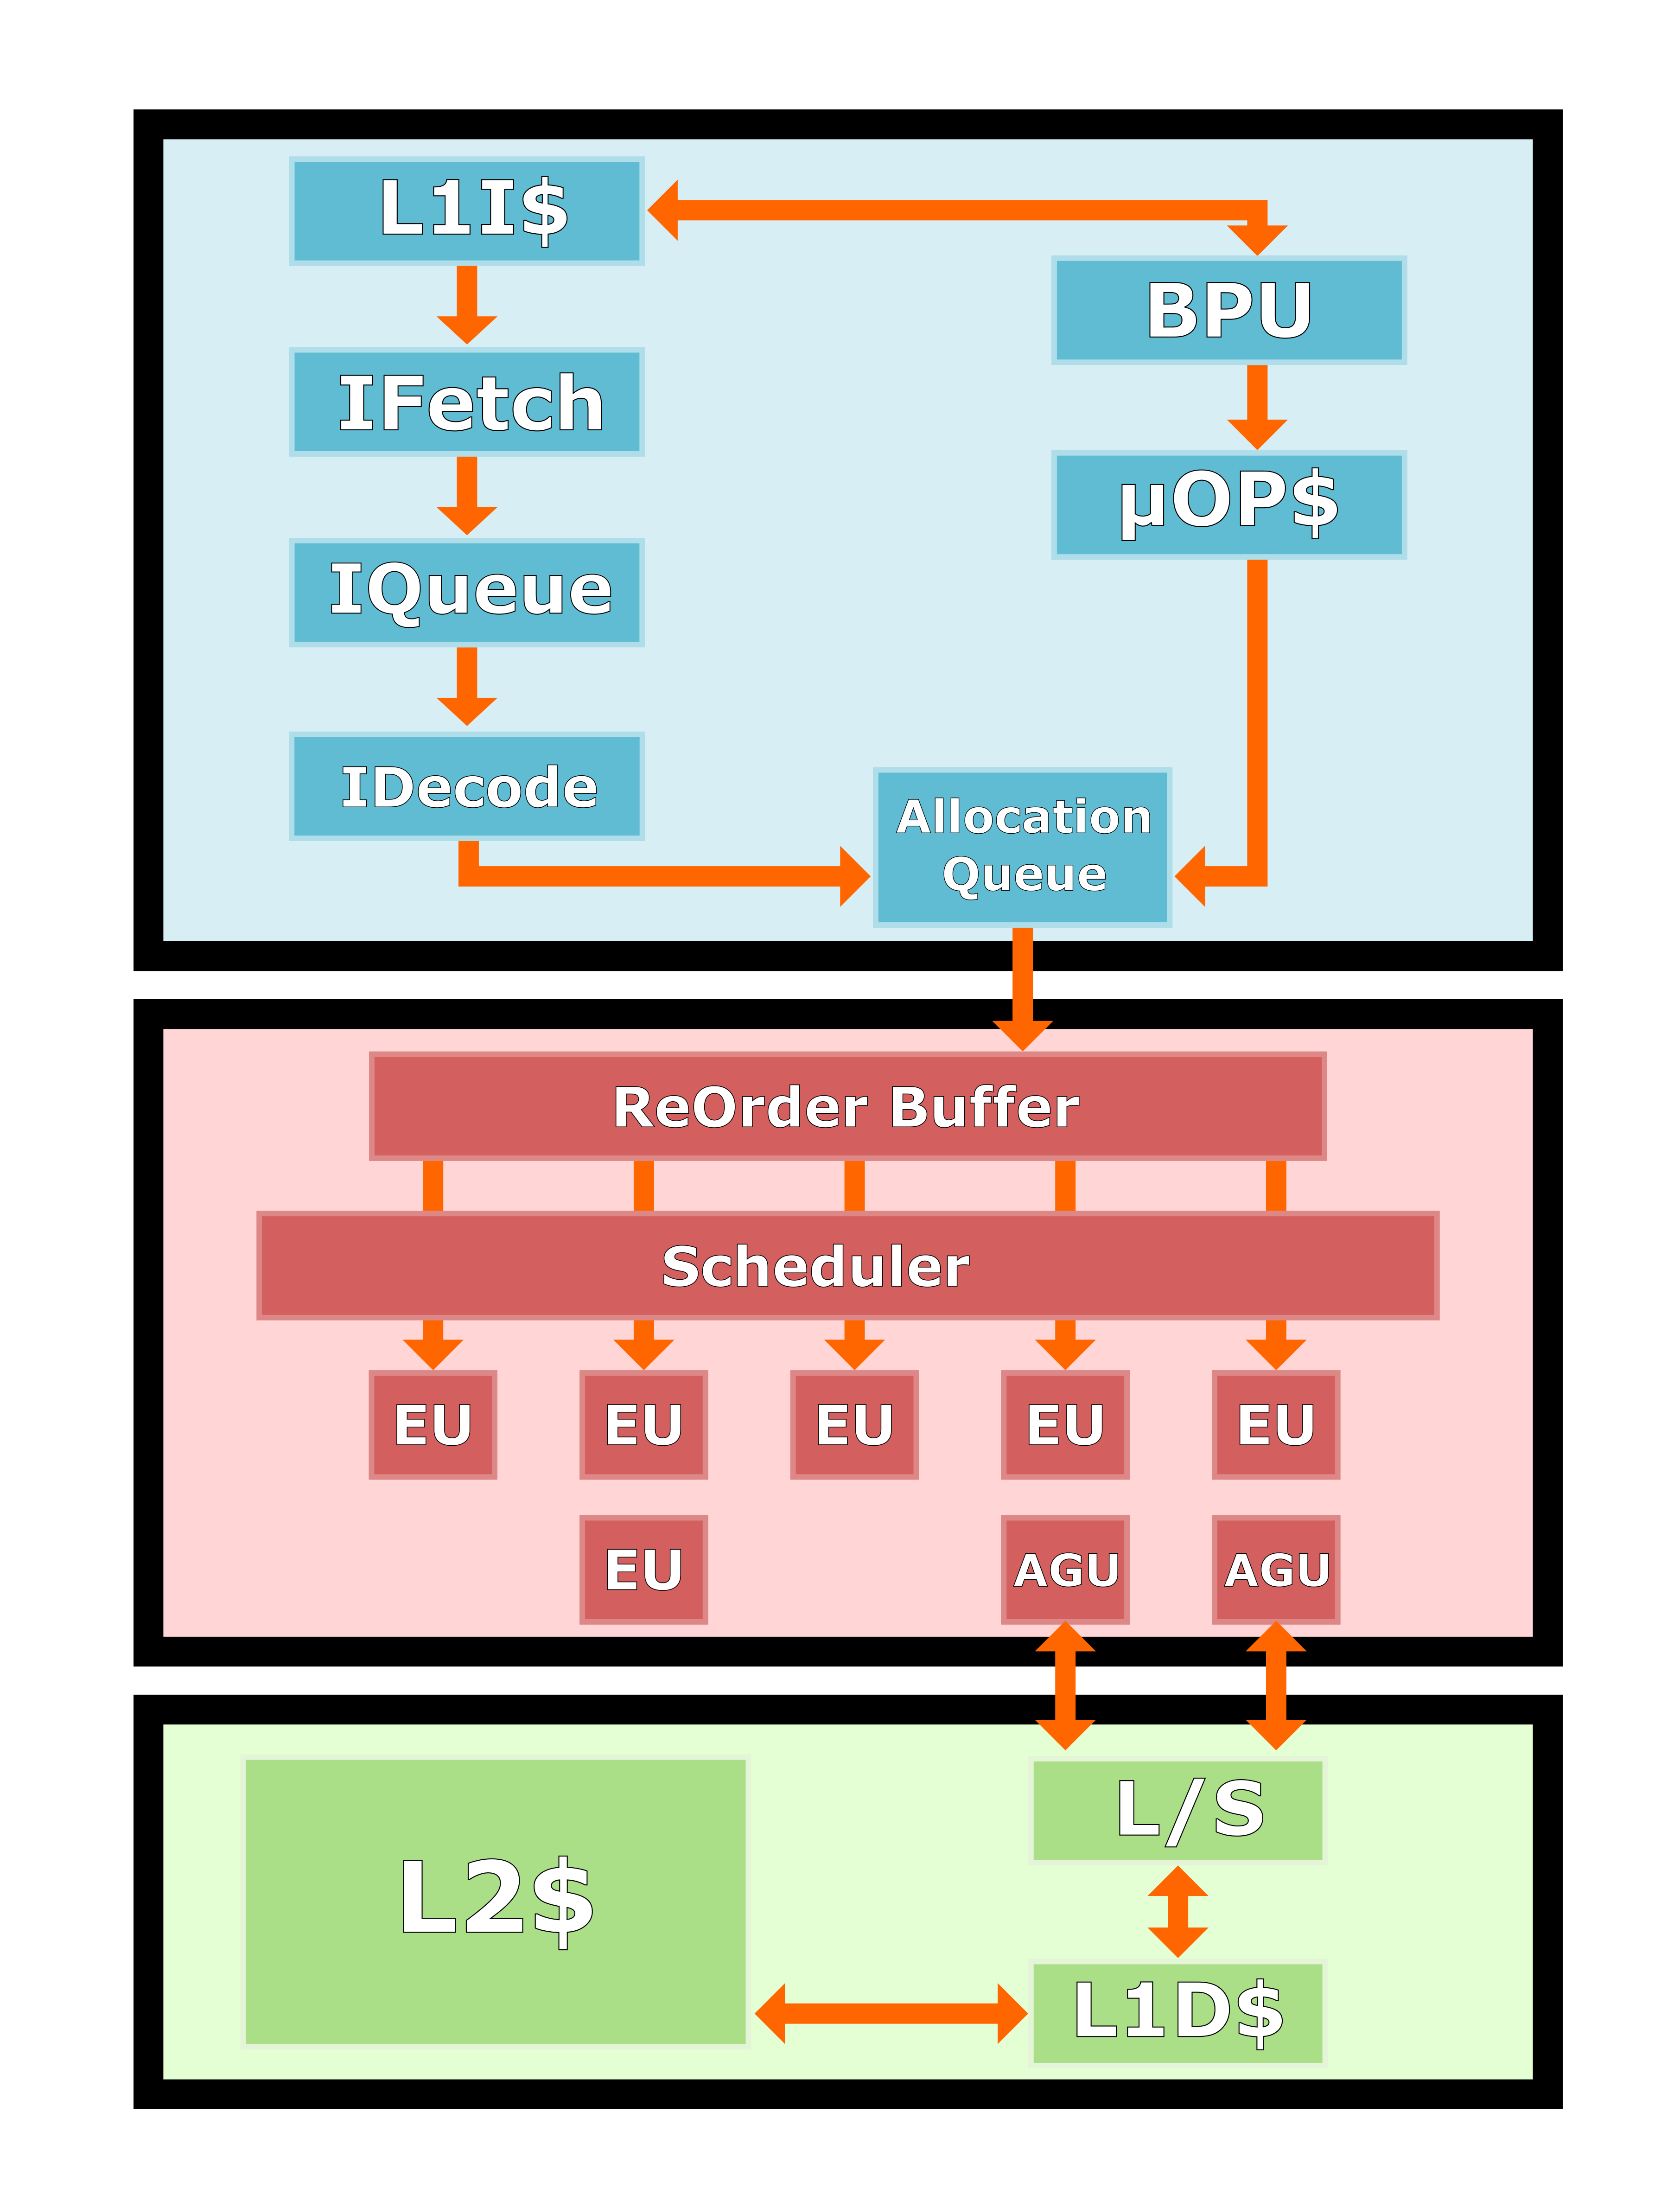 L1I$
BPU
IFetch
µOP$
IQueue
IDecode
Allocation
Queue
ReOrder Buffer
Scheduler
EU
EU
EU
EU
EU
EU
AGU
AGU
L/S
L2$
L1D$